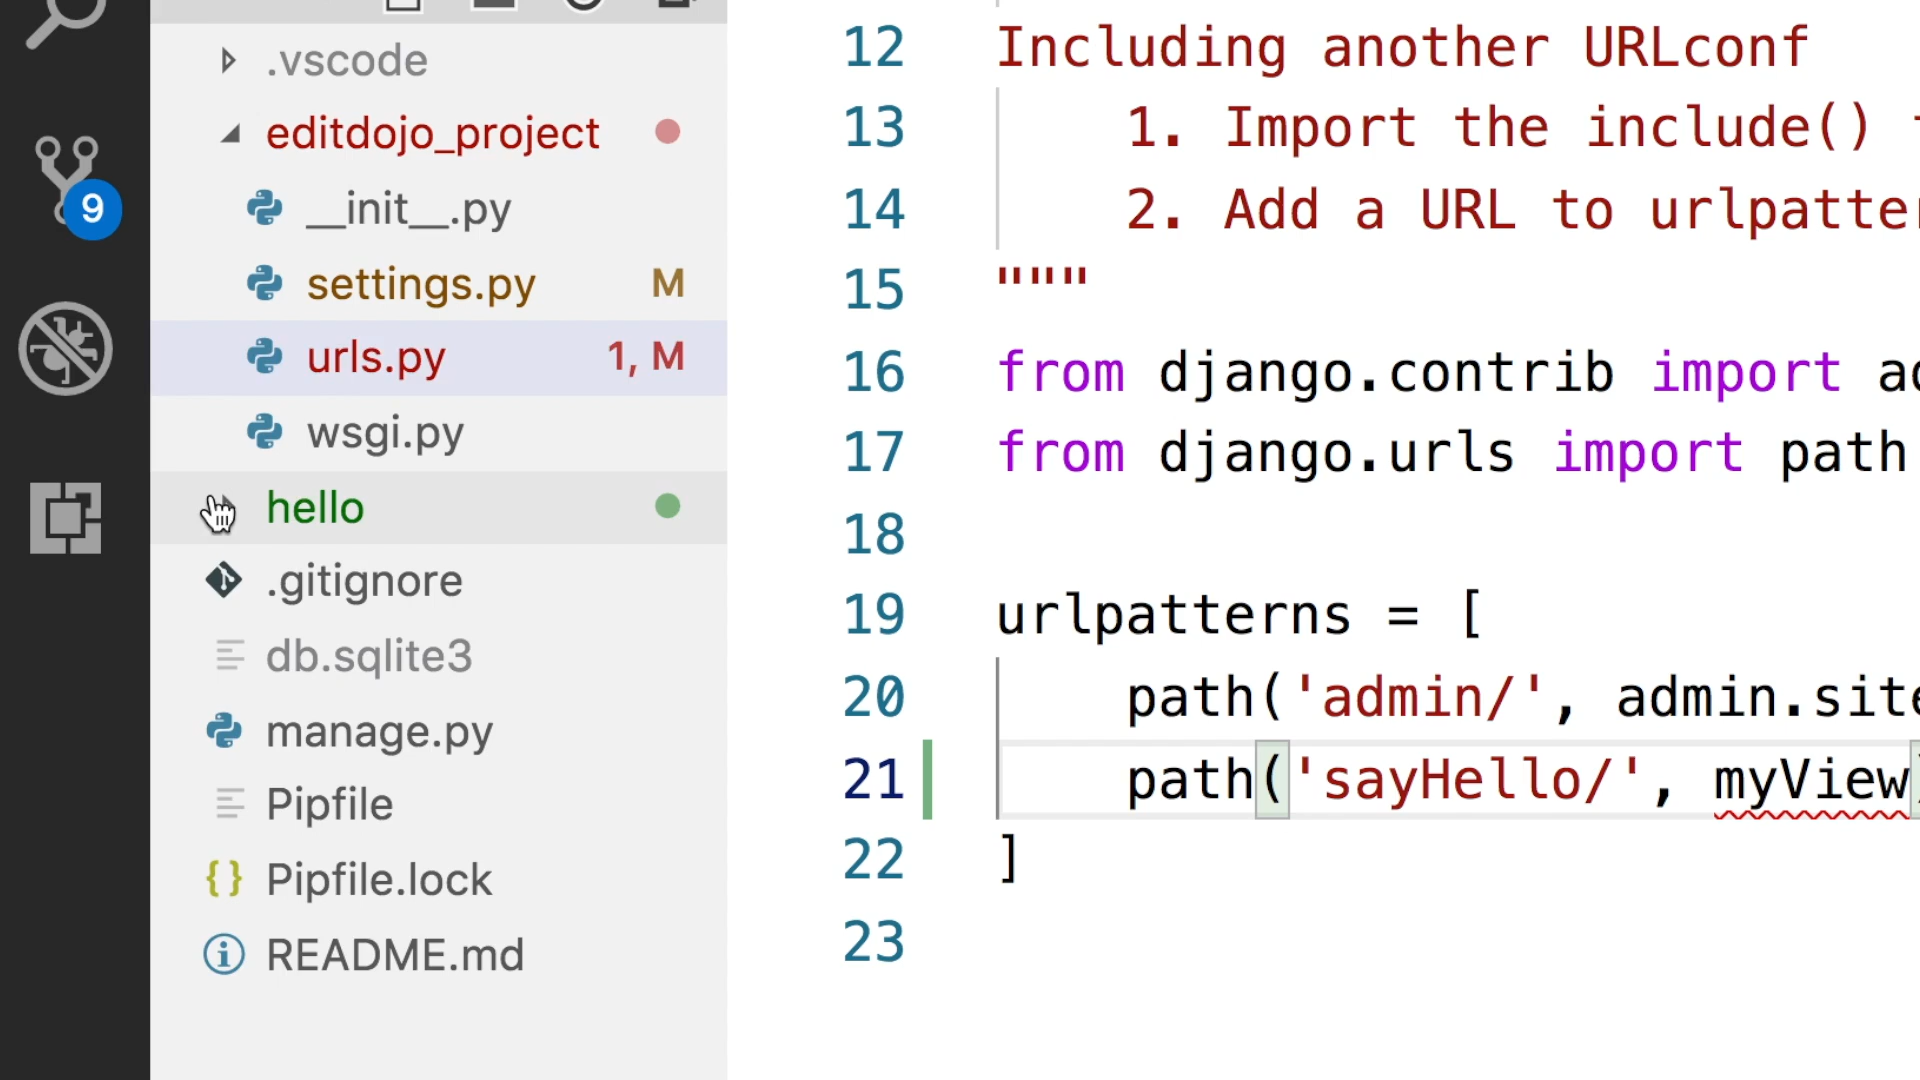 9
.vscode
editdojo_project
__init__.py
settings.py M
urls.py 1, M
wsgi.py
hello
.gitignore
db.sqlite3
manage.py
Pipfile
Pipfile.lock
README.md
12 Including another URLconf
13 1. Import the include()
14 2. Add a URL to
15 """
16 from django.contrib import
17 from django.urls import path
18
19 urlpatterns = [
20 path('admin/',
21 path('sayHello/', myView
22 ]
23